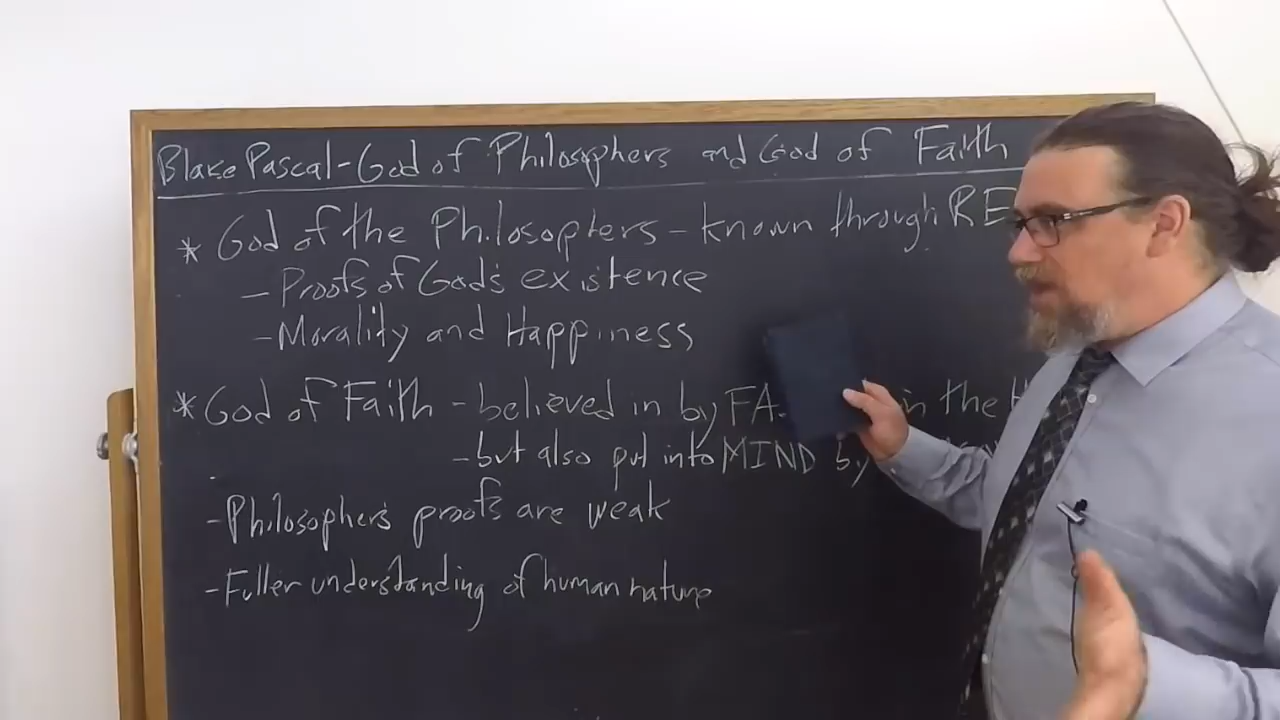 Blake Pascal - God of Philosophers and God of Faith
* God of the Philosophers - known through RE
- Proofs of God's existence
- Morality and Happiness
* God of Faith - believed in by FA in the
- but also put into MIND by
- Philosophers proofs are weak
- Fuller understanding of human nature